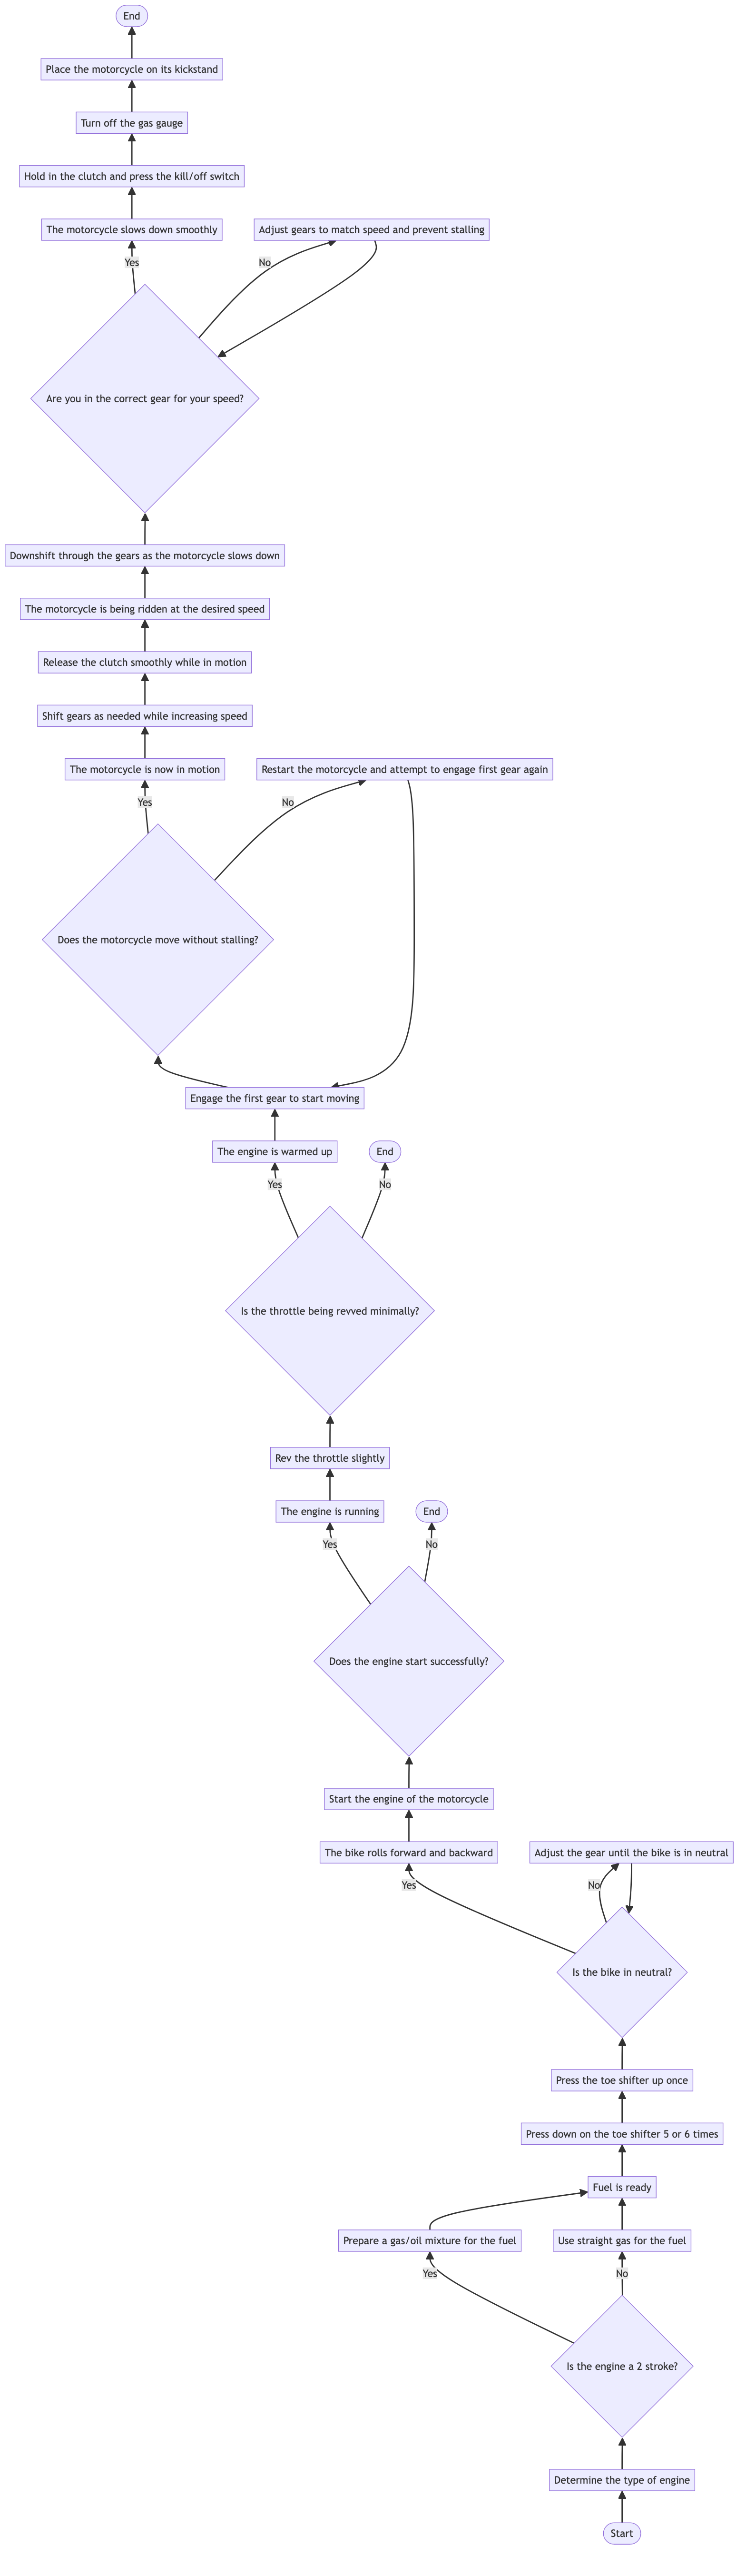 End
Place the motorcycle on its kickstand
Turn off the gas gauge
Hold in the clutch and press the kill/off switch
The motorcycle slows down smoothly
Adjust gears to match speed and prevent stalling
Yes
No
Are you in the correct gear for your speed?
Downshift through the gears as the motorcycle slows down
The motorcycle is being ridden at the desired speed
Release the clutch smoothly while in motion
Shift gears as needed while increasing speed
The motorcycle is now in motion
Restart the motorcycle and attempt to engage first gear again
Yes
No
Does the motorcycle move without stalling?
Engage the first gear to start moving
The engine is warmed up
End
Yes
No
Is the throttle being revved minimally?
Rev the throttle slightly
The engine is running
End
Yes
No
Does the engine start successfully?
Start the engine of the motorcycle
The bike rolls forward and backward
Adjust the gear until the bike is in neutral
Yes
No
Is the bike in neutral?
Press the toe shifter up once
Press down on the toe shifter 5 or 6 times
Fuel is ready
Prepare a gas/oil mixture for the fuel
Use straight gas for the fuel
Yes
No
Is the engine a 2 stroke?
Determine the type of engine
Start